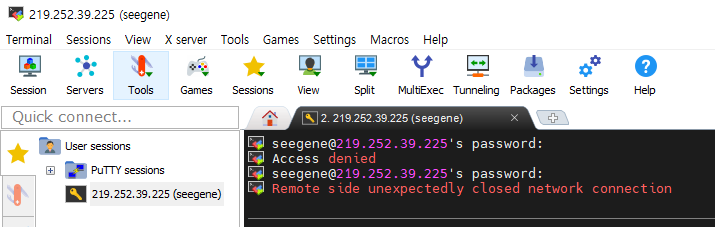 219.252.39.225 (seegene)
Terminal Sessions View X server Tools Games Settings Macros Help
Session Servers Tools Games Sessions View Split MultiExec Tunneling Packages Settings Help
Quick connect...
2. 219.252.39.225 (seegene)
User sessions
PuTTY sessions
219.252.39.225 (seegene)
seegene@219.252.39.225's password:
Access denied
seegene@219.252.39.225's password:
Remote side unexpectedly closed network connection